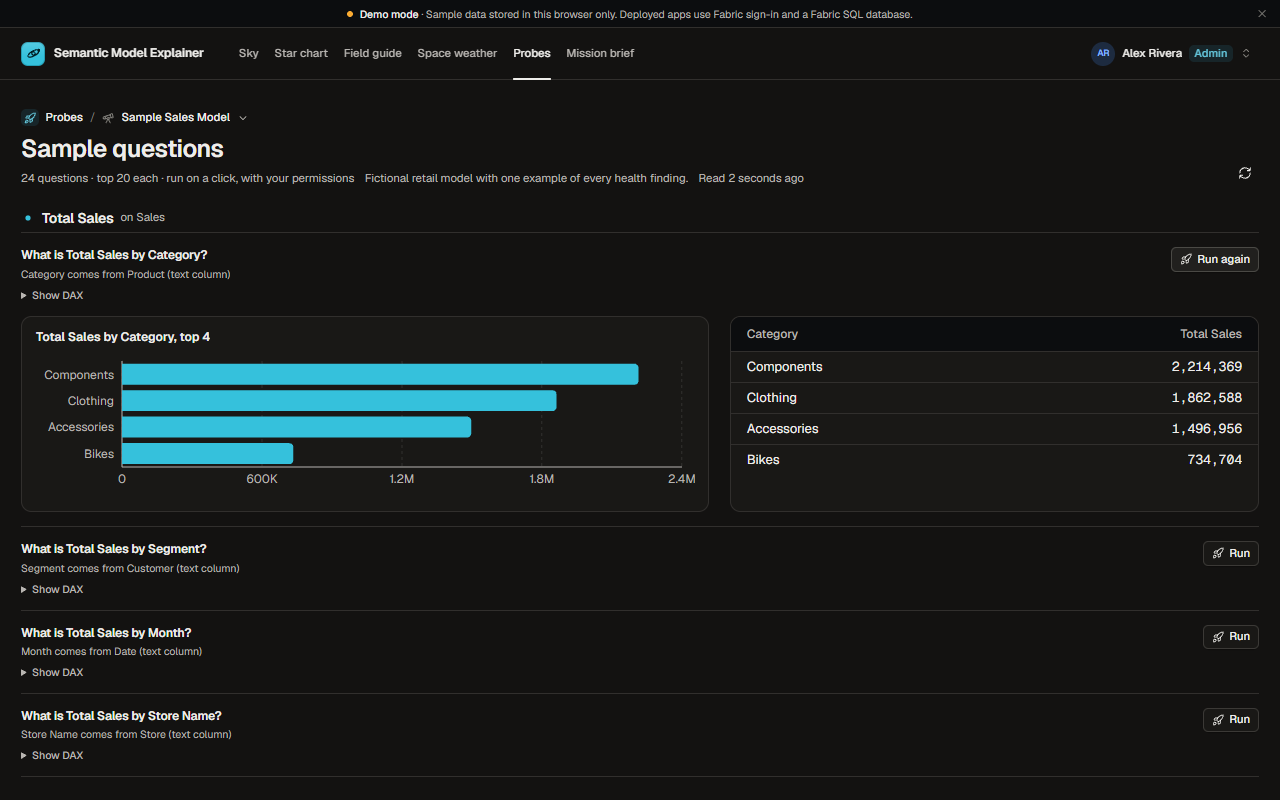 Demo mode · Sample data stored in this browser only. Deployed apps use Fabric sign-in and a Fabric SQL database.
Semantic Model Explainer
Sky
Star chart
Field guide
Space weather
Probes
Mission brief
AR
Alex Rivera
Admin
Probes / Sample Sales Model
Sample questions
24 questions · top 20 each · run on a click, with your permissions
Fictional retail model with one example of every health finding.
Read 2 seconds ago
Total Sales on Sales
What is Total Sales by Category?
Run again
Category comes from Product (text column)
Show DAX
Total Sales by Category, top 4
Components
Clothing
Accessories
Bikes
0 600K 1.2M 1.8M 2.4M
Category Total Sales
Components 2,214,369
Clothing 1,862,588
Accessories 1,496,956
Bikes 734,704
What is Total Sales by Segment?
Run
Segment comes from Customer (text column)
Show DAX
What is Total Sales by Month?
Run
Month comes from Date (text column)
Show DAX
What is Total Sales by Store Name?
Run
Store Name comes from Store (text column)
Show DAX